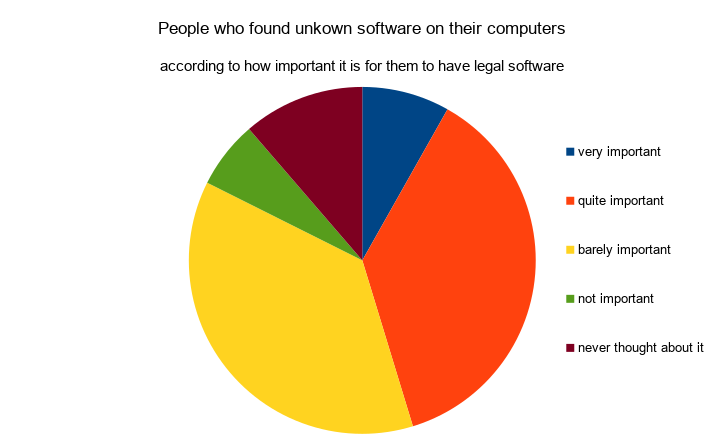 People who found unkown software on their computers
according to how important it is for them to have legal software
very important
quite important
barely important
not important
never thought about it